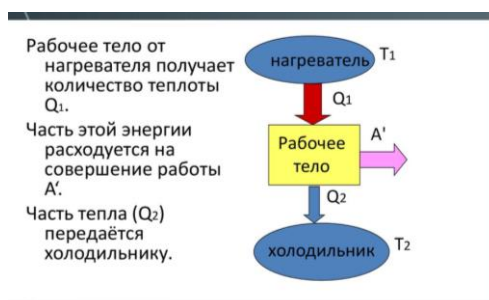 Рабочее тело от
нагревателя получает
количество теплоты
Q1.
Часть этой энергии
расходуется на
совершение работы
A‘.
Часть тепла (Q2)
передаётся
холодильнику.
нагреватель
T1
Q1
Рабочее
тело
A'
Q2
холодильник
T2